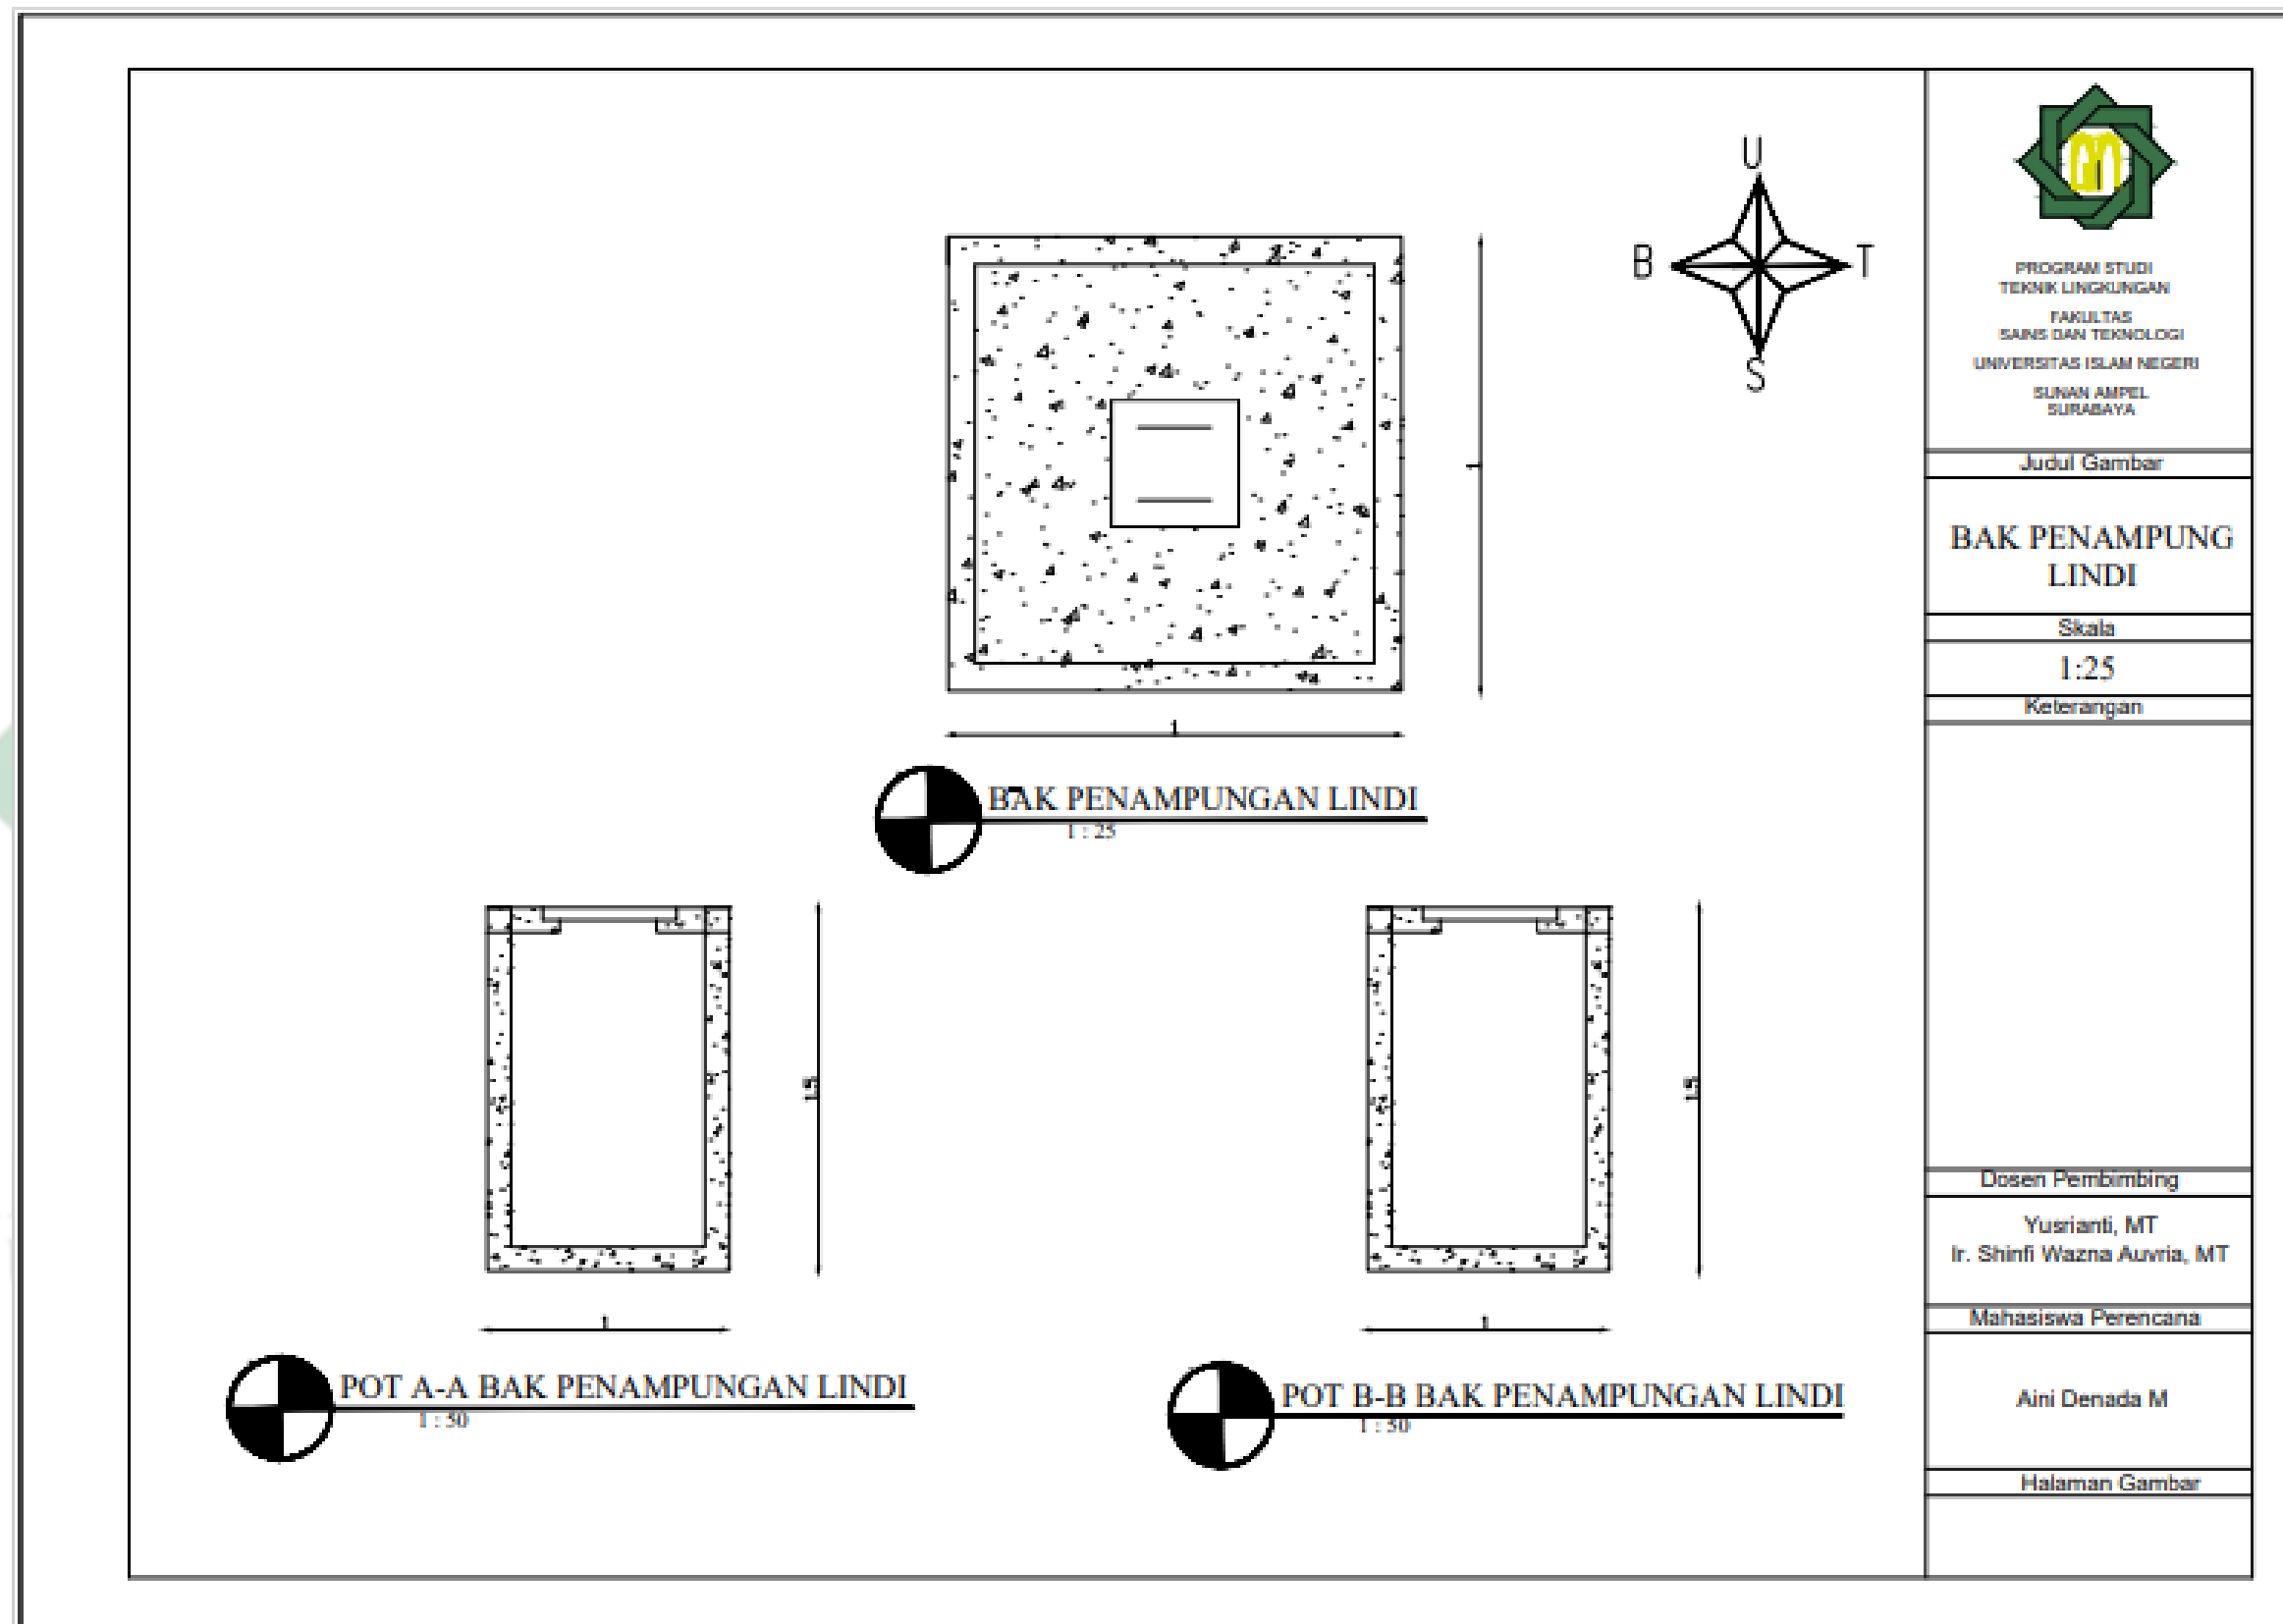 U
B
T
S
1
1
BAK PENAMPUNGAN LINDI
1 : 25
1.5
1
POT A-A BAK PENAMPUNGAN LINDI
1 : 50
1.5
1
POT B-B BAK PENAMPUNGAN LINDI
1 : 50
PROGRAM STUDI
TEKNIK LINGKUNGAN
FAKULTAS
SAINS DAN TEKNOLOGI
UNIVERSITAS ISLAM NEGERI
SUNAN AMPEL
SURABAYA
Judul Gambar
BAK PENAMPUNG
LINDI
Skala
1:25
Keterangan
Dosen Pembimbing
Yusrianti, MT
Ir. Shinfi Wazna Auvria, MT
Mahasiswa Perencana
Aini Denada M
Halaman Gambar